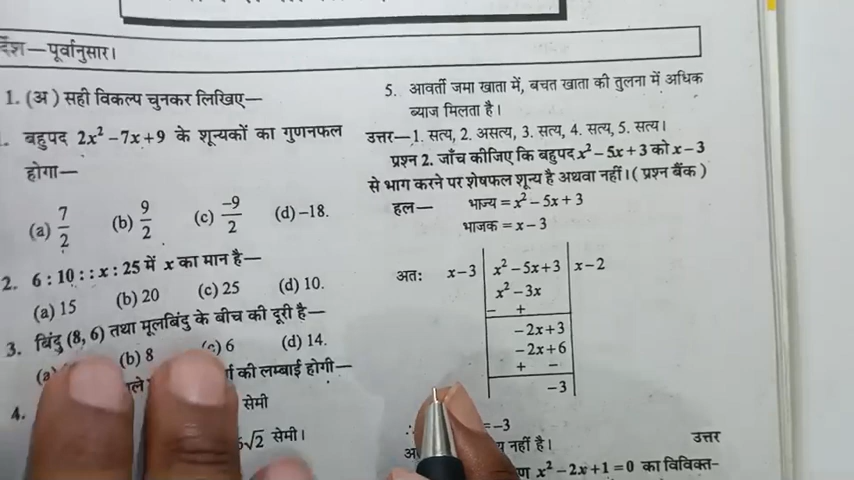 र्देश—पूर्वानुसार।
1. (अ) सही विकल्प चुनकर लिखिए—
बहुपद 2x² – 7x + 9 के शून्यकों का गुणनफल
होगा—
(a) 7/2 (b) 9/2 (c) –9/2 (d) –18.
2. 6 : 10 : : x : 25 में x का मान है—
(a) 15 (b) 20 (c) 25 (d) 10.
3. बिंदु (8, 6) तथा मूलबिंदु के बीच की दूरी है—
(b) 8 (c) 6 (d) 14.
4. की लम्बाई होगी—
सेमी
√2 सेमी।
5. आवर्ती जमा खाता में, बचत खाता की तुलना में अधिक
ब्याज मिलता है।
उत्तर—1. सत्य, 2. असत्य, 3. सत्य, 4. सत्य, 5. सत्य।
प्रश्न 2. जाँच कीजिए कि बहुपद x² – 5x + 3 को x – 3
से भाग करने पर शेषफल शून्य है अथवा नहीं। ( प्रश्न बैंक )
हल— भाज्य = x² – 5x + 3
भाजक = x – 3
अतः x – 3 | x² – 5x + 3 | x – 2
x² – 3x
– +
–2x + 3
–2x + 6
+ –
–3
∴ = –3
नहीं है। उत्तर
x² – 2x + 1 = 0 का विविक्त-